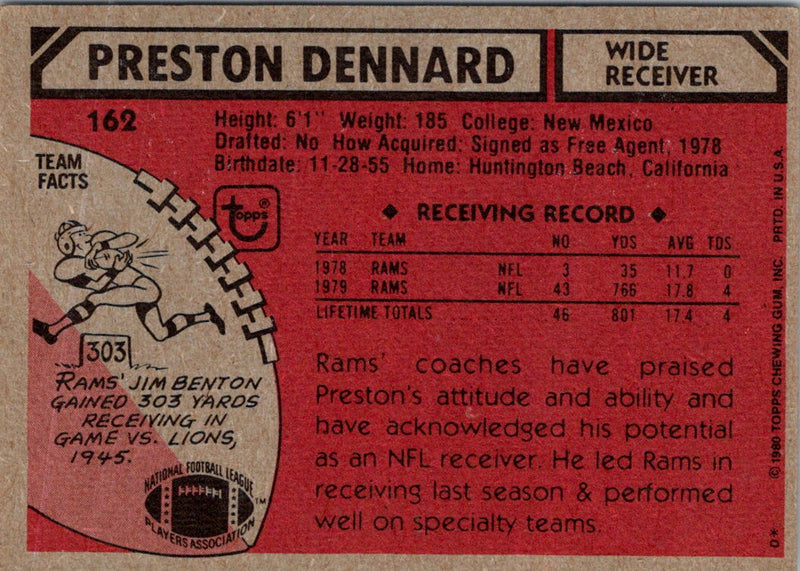 PRESTON DENNARD
WIDE
RECEIVER
162
Height: 6'1" Weight: 185 College: New Mexico
Drafted: No How Acquired: Signed as Free Agent, 1978
Birthdate: 11-28-55 Home: Huntington Beach, California
TEAM
FACTS
topps®
◆ RECEIVING RECORD ◆
YEAR TEAM NO YDS AVG TDS
1978 RAMS NFL 3 35 11.7 0
1979 RAMS NFL 43 766 17.8 4
LIFETIME TOTALS 46 801 17.4 4
303
RAMS' JIM BENTON
GAINED 303 YARDS
RECEIVING IN
GAME VS. LIONS,
1945.
NATIONAL FOOTBALL LEAGUE
PLAYERS ASSOCIATION
TM
Rams' coaches have praised
Preston's attitude and ability and
have acknowledged his potential
as an NFL receiver. He led Rams in
receiving last season & performed
well on specialty teams.
© 1980 TOPPS CHEWING GUM, INC. PRTD. IN U.S.A.
D*